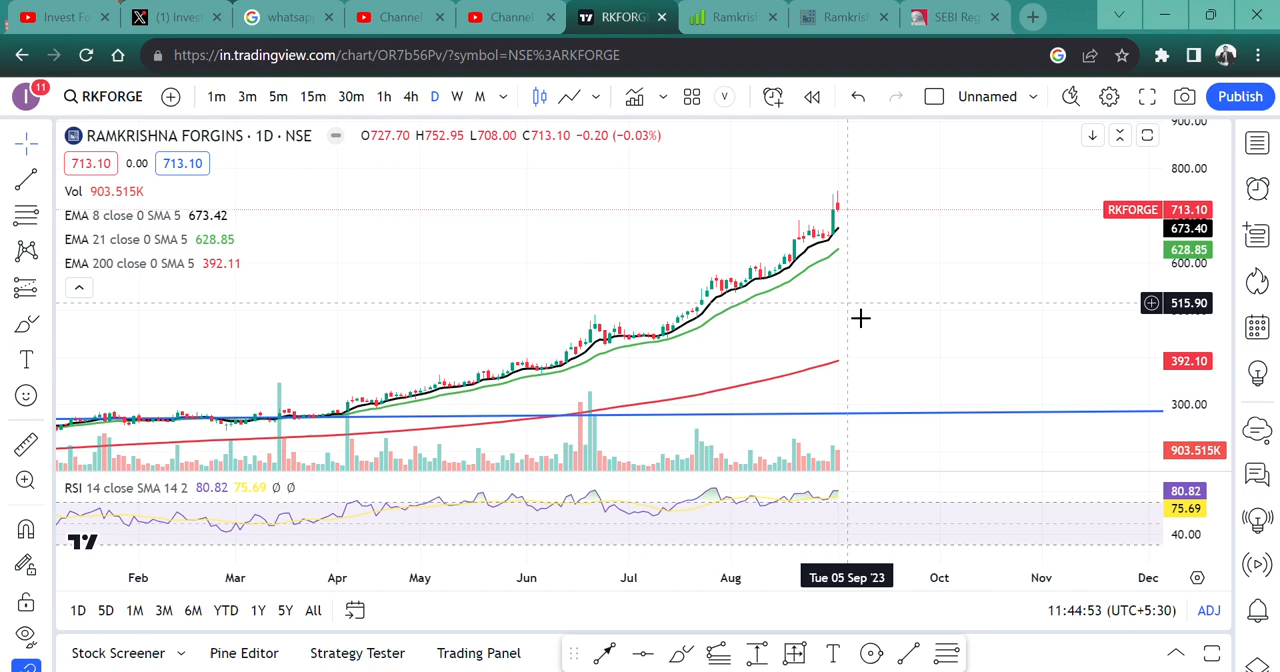 Invest Fo
(1) Invest
whatsapp
Channel
Channel
RKFORG
Ramkrish
Ramkrish
SEBI Reg
https://in.tradingview.com/chart/OR7b56Pv/?symbol=NSE%3ARKFORGE
I 11 RKFORGE 1m 3m 5m 15m 30m 1h 4h D W M V Unnamed Publish
RAMKRISHNA FORGINS · 1D · NSE O727.70 H752.95 L708.00 C713.10 −0.20 (−0.03%)
713.10 0.00 713.10
Vol 903.515K
EMA 8 close 0 SMA 5 673.42
EMA 21 close 0 SMA 5 628.85
EMA 200 close 0 SMA 5 392.11
900.00
800.00
RKFORGE 713.10
673.40
628.85
600.00
515.90
392.10
300.00
903.515K
RSI 14 close SMA 14 2 80.82 75.69 Ø Ø
80.82
75.69
40.00
Feb Mar Apr May Jun Jul Aug Tue 05 Sep '23 Oct Nov Dec
1D 5D 1M 3M 6M YTD 1Y 5Y All 11:44:53 (UTC+5:30) ADJ
Stock Screener Pine Editor Strategy Tester Trading Panel